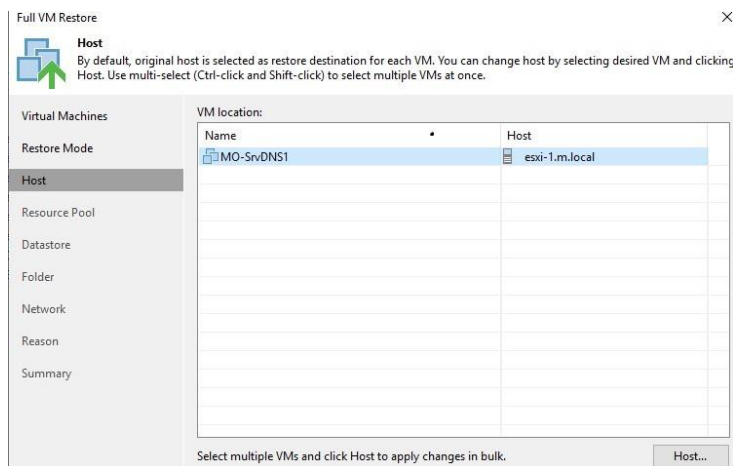 Full VM Restore
Host
By default, original host is selected as restore destination for each VM. You can change host by selecting desired VM and clicking
Host. Use multi-select (Ctrl-click and Shift-click) to select multiple VMs at once.
Virtual Machines
Restore Mode
Host
Resource Pool
Datastore
Folder
Network
Reason
Summary
VM location:
Name Host
MO-SrvDNS1 esxi-1.m.local
Select multiple VMs and click Host to apply changes in bulk.
Host...